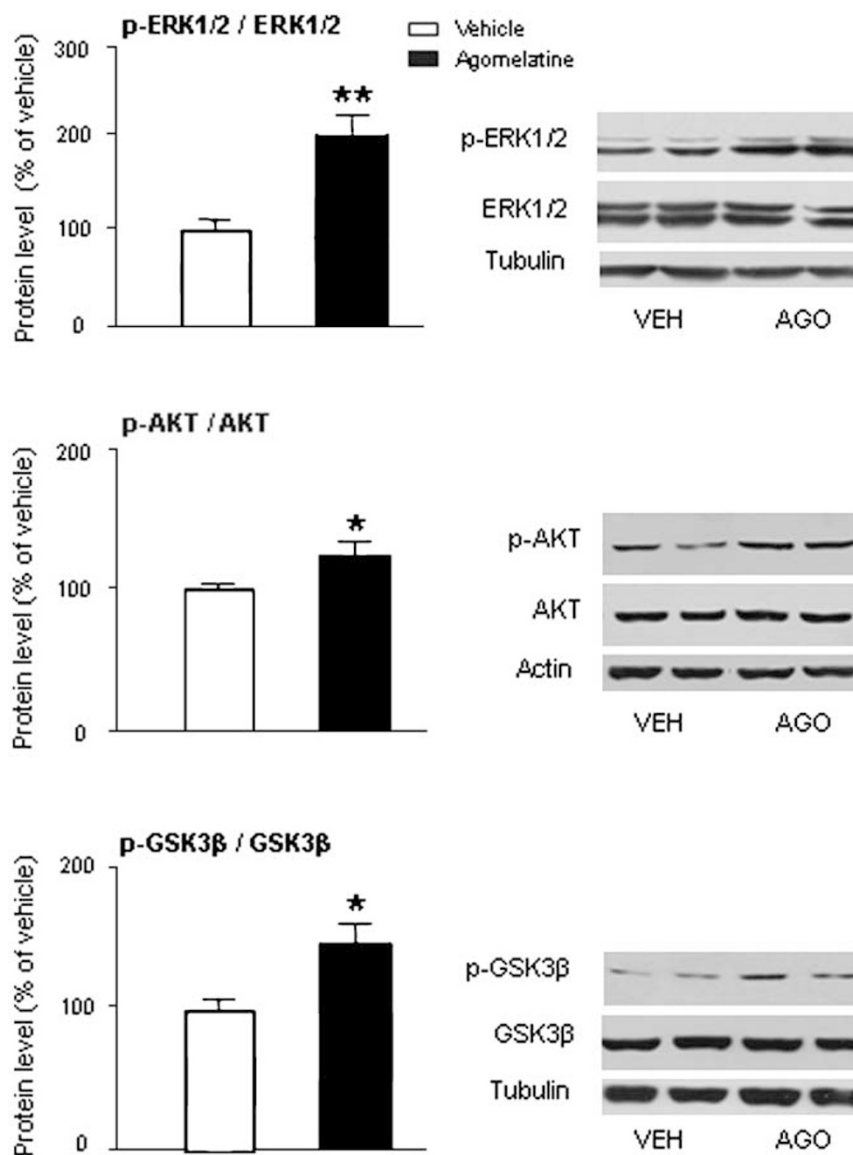 p-ERK1/2 / ERK1/2
Vehicle
Agomelatine
Protein level (% of vehicle)
300
200
100
0
★★
p-ERK1/2
ERK1/2
Tubulin
VEH AGO
p-AKT / AKT
Protein level (% of vehicle)
200
100
0
★
p-AKT
AKT
Actin
VEH AGO
p-GSK3β / GSK3β
Protein level (% of vehicle)
200
100
0
★
p-GSK3β
GSK3β
Tubulin
VEH AGO